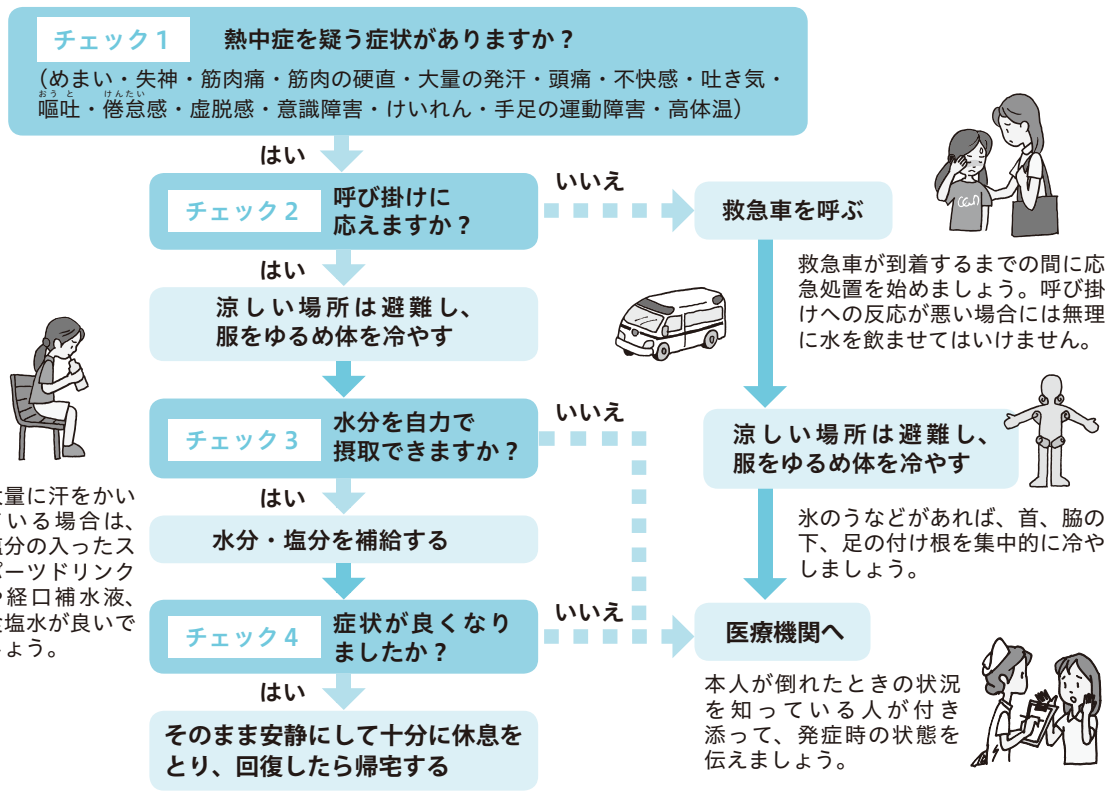 チェック1 熱中症を疑う症状がありますか？
（めまい・失神・筋肉痛・筋肉の硬直・大量の発汗・頭痛・不快感・吐き気・
おうと けんたい
嘔吐・倦怠感・虚脱感・意識障害・けいれん・手足の運動障害・高体温）
はい
チェック2
呼び掛けに
応えますか？
いいえ
救急車を呼ぶ
救急車が到着するまでの間に応
急処置を始めましょう。呼び掛
けへの反応が悪い場合には無理
に水を飲ませてはいけません。
はい
涼しい場所は避難し、
服をゆるめ体を冷やす
チェック3
水分を自力で
摂取できますか？
いいえ
涼しい場所は避難し、
服をゆるめ体を冷やす
氷のうなどがあれば、首、脇の
下、足の付け根を集中的に冷や
しましょう。
はい
水分・塩分を補給する
量に汗をかい
いる場合は、
分の入ったス
ーツドリンク
経口補水液、
塩水が良いで
ょう。
チェック4
症状が良くなり
ましたか？
いいえ
医療機関へ
本人が倒れたときの状況
を知っている人が付き
添って、発症時の状態を
伝えましょう。
はい
そのまま安静にして十分に休息を
とり、回復したら帰宅する